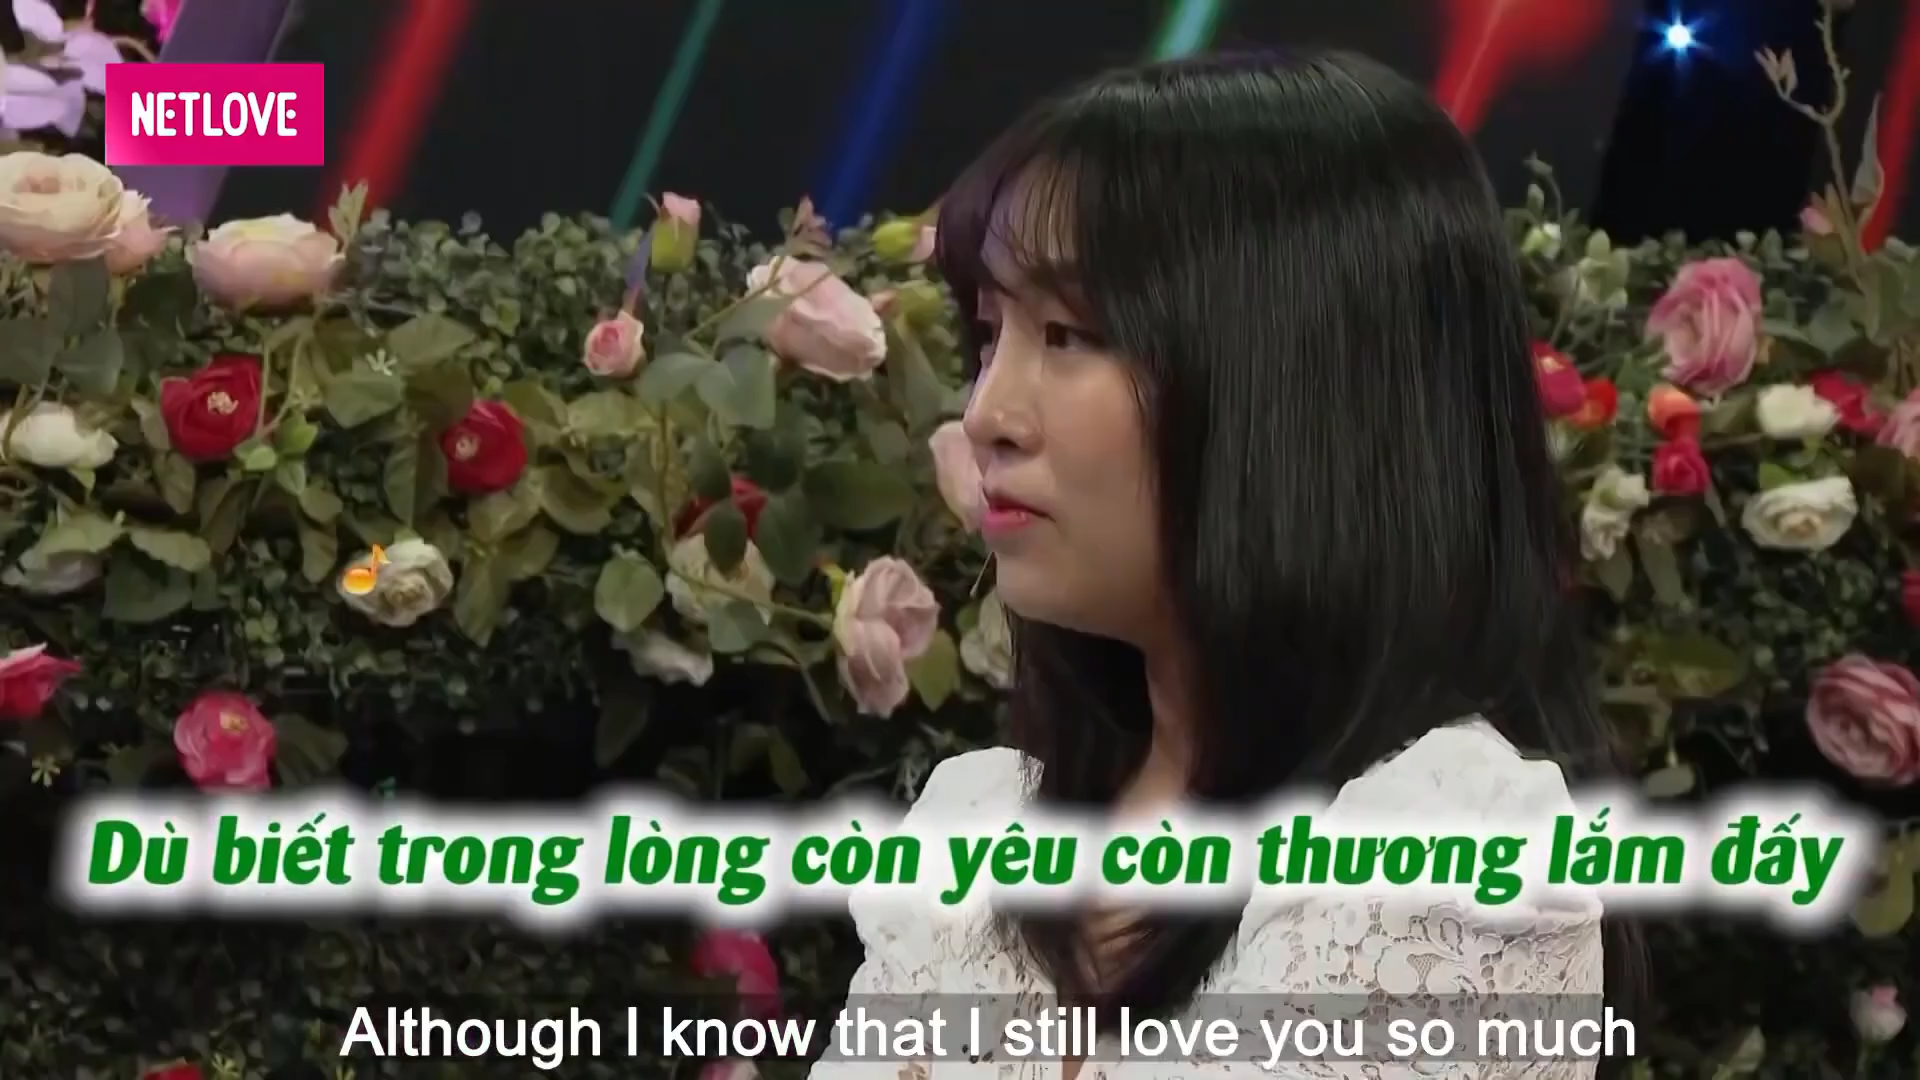 NETLOVE
Dù biết trong lòng còn yêu còn thương lắm đấy
Although I know that I still love you so much